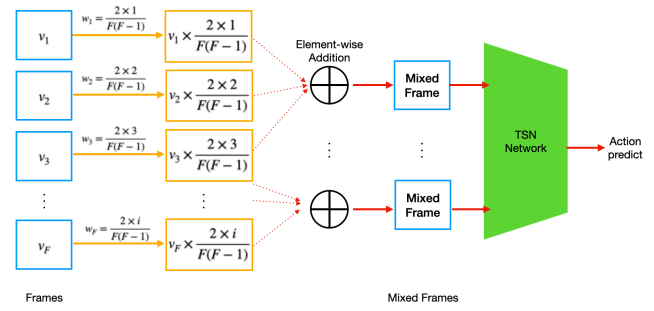 v₁
w₁ = 2 × 1 / F(F − 1)
v₁ × 2 × 1 / F(F − 1)
v₂
w₂ = 2 × 2 / F(F − 1)
v₂ × 2 × 2 / F(F − 1)
v₃
w₃ = 2 × 3 / F(F − 1)
v₃ × 2 × 3 / F(F − 1)
v_F
w_F = 2 × i / F(F − 1)
v_F × 2 × i / F(F − 1)
Element-wise
Addition
Mixed
Frame
Mixed
Frame
TSN
Network
Action
predict
Frames
Mixed Frames